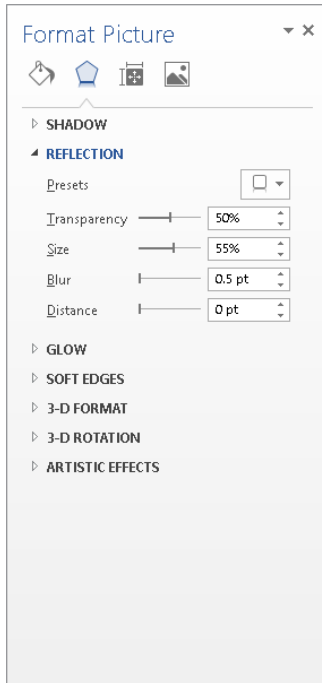 Format Picture
SHADOW
REFLECTION
Presets
Transparency 50%
Size 55%
Blur 0.5 pt
Distance 0 pt
GLOW
SOFT EDGES
3-D FORMAT
3-D ROTATION
ARTISTIC EFFECTS